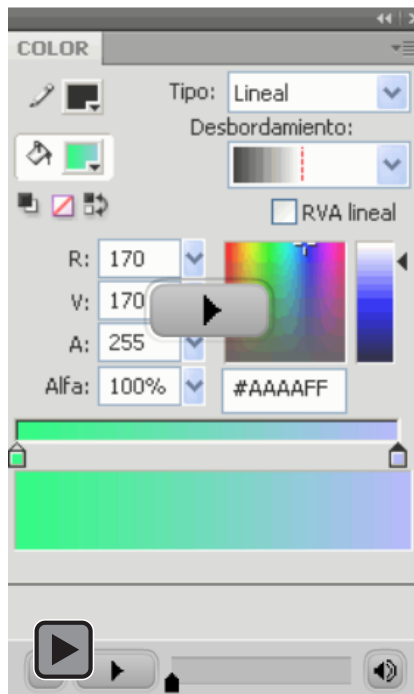 COLOR
Tipo: Lineal
Desbordamiento:
RVA lineal
R: 170
V: 170
A: 255
Alfa: 100% #AAAAFF